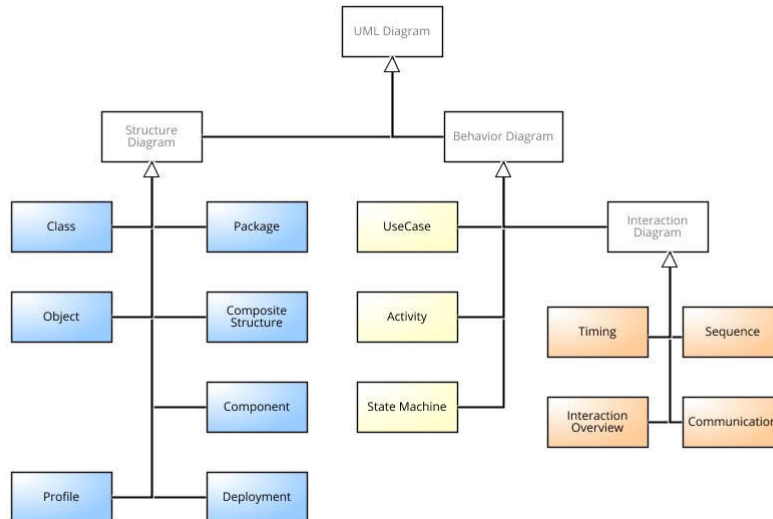 UML Diagram
Structure
Diagram
Behavior Diagram
Class
Package
UseCase
Interaction
Diagram
Object
Composite
Structure
Activity
Timing
Sequence
Component
State Machine
Interaction
Overview
Communication
Profile
Deployment